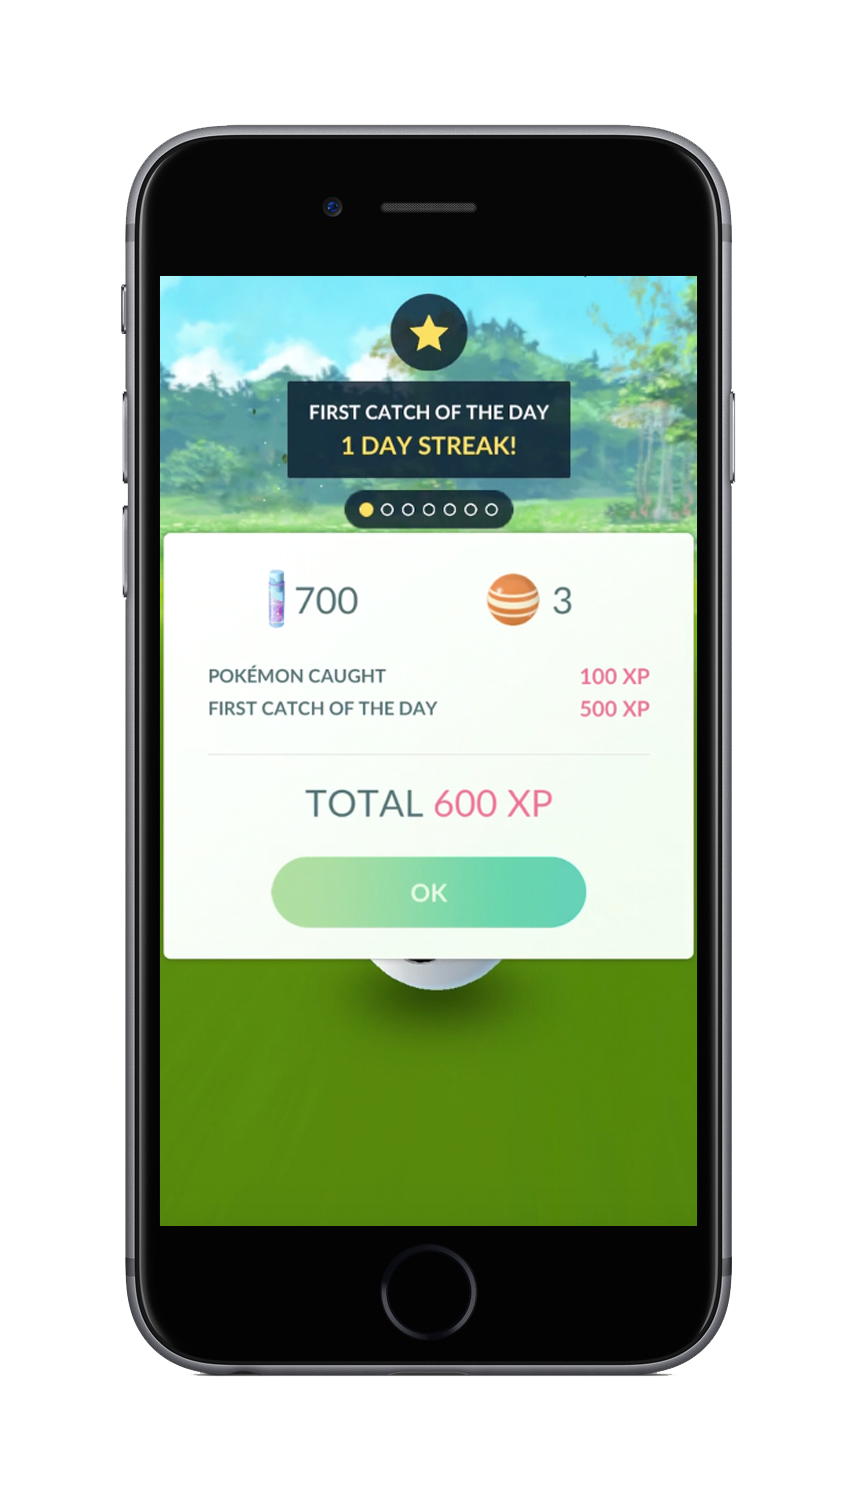 FIRST CATCH OF THE DAY
1 DAY STREAK!
700 3
POKÉMON CAUGHT 100 XP
FIRST CATCH OF THE DAY 500 XP
TOTAL 600 XP
OK